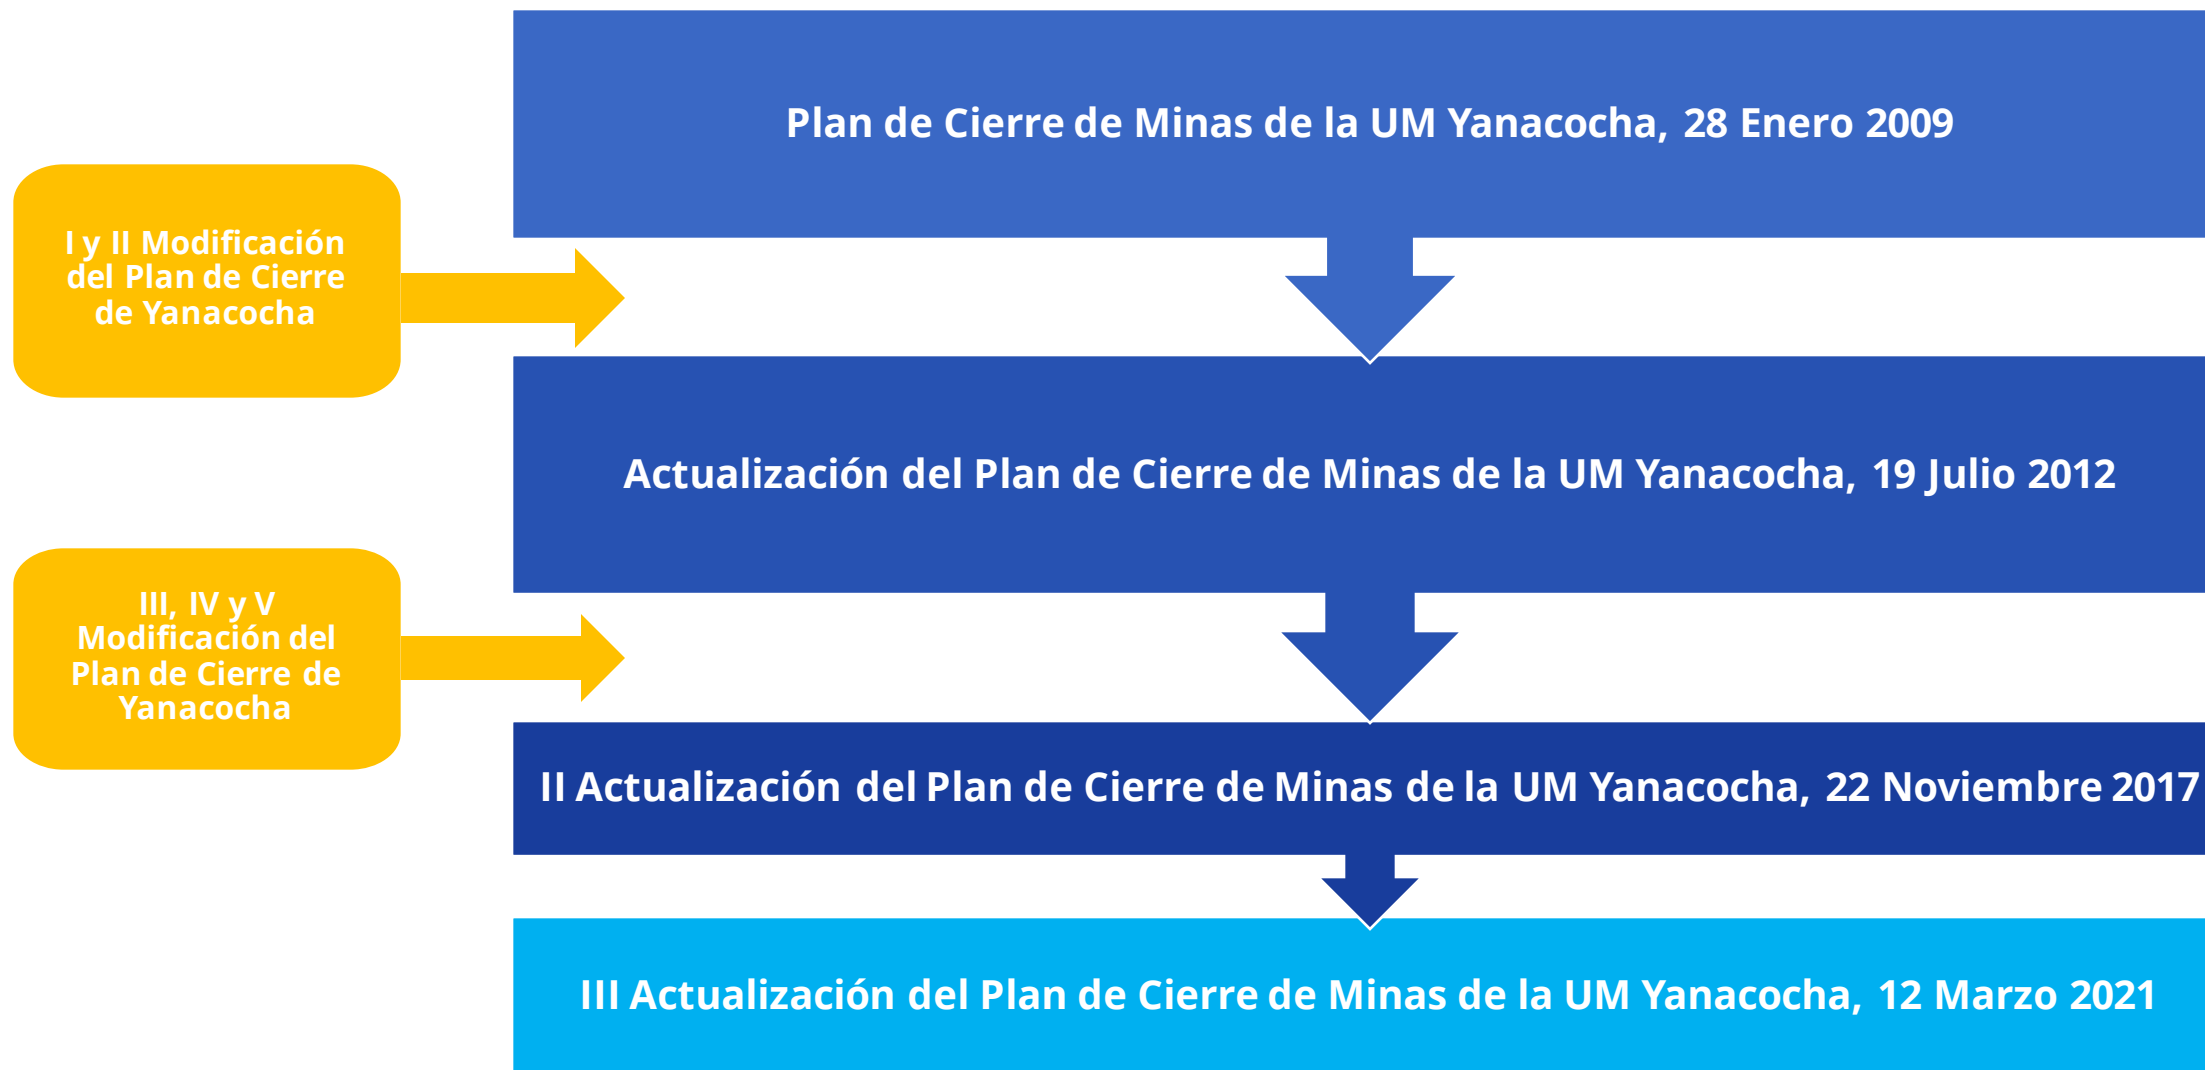 Plan de Cierre de Minas de la UM Yanacocha, 28 Enero 2009
I y II Modificación
del Plan de Cierre
de Yanacocha
Actualización del Plan de Cierre de Minas de la UM Yanacocha, 19 Julio 2012
III, IV y V
Modificación del
Plan de Cierre de
Yanacocha
II Actualización del Plan de Cierre de Minas de la UM Yanacocha, 22 Noviembre 2017
III Actualización del Plan de Cierre de Minas de la UM Yanacocha, 12 Marzo 2021